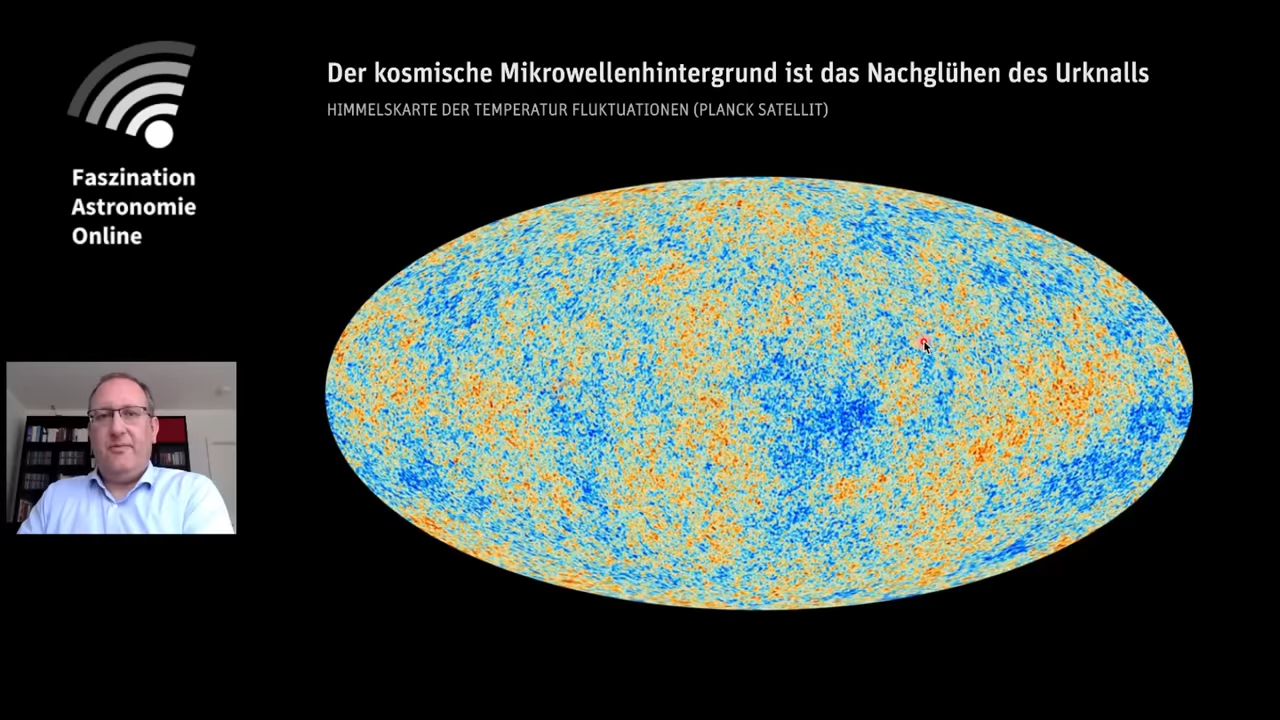 Der kosmische Mikrowellenhintergrund ist das Nachglühen des Urknalls
HIMMELSKARTE DER TEMPERATUR FLUKTUATIONEN (PLANCK SATELLIT)
Faszination
Astronomie
Online